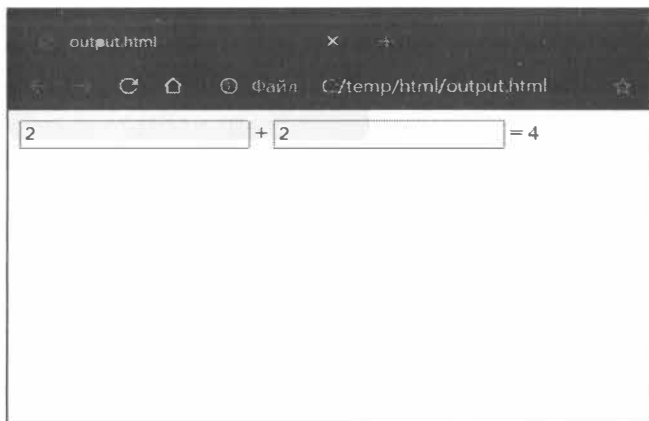 output.html × +
Файл C:/temp/html/output.html
2 + 2 = 4